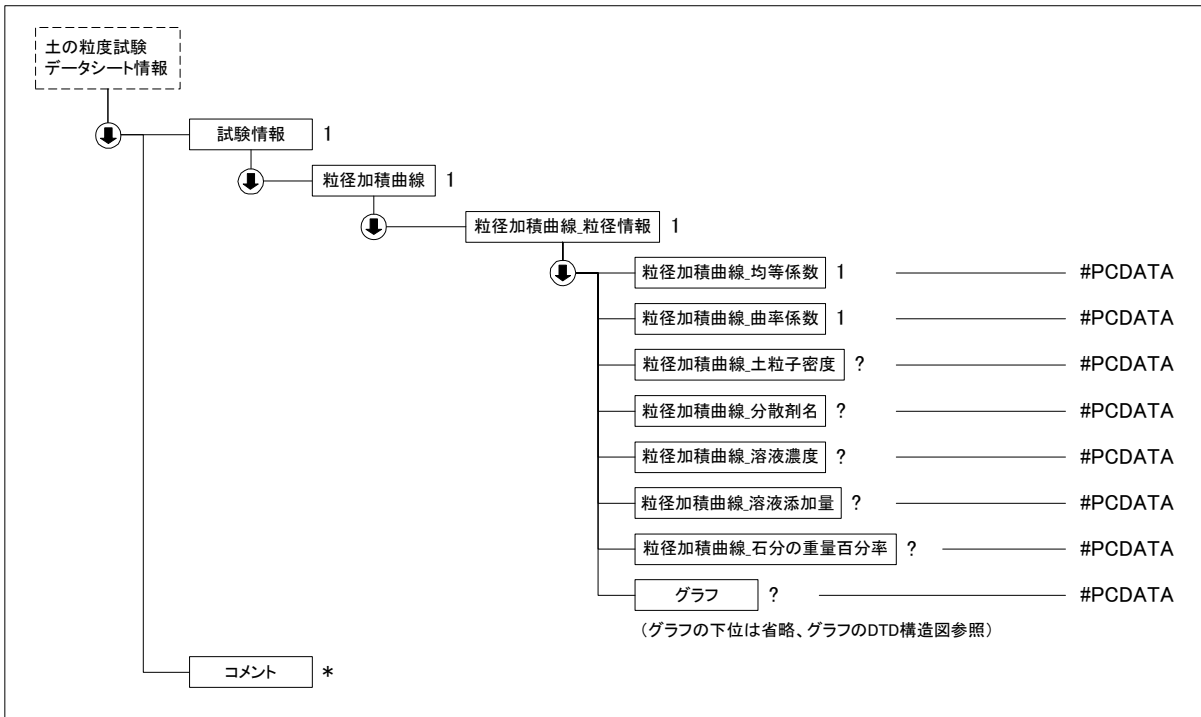 土の粒度試験
データシート情報
試験情報 1
粒径加積曲線 1
粒径加積曲線_粒径情報 1
粒径加積曲線_均等係数 1 #PCDATA
粒径加積曲線_曲率係数 1 #PCDATA
粒径加積曲線_土粒子密度 ? #PCDATA
粒径加積曲線_分散剤名 ? #PCDATA
粒径加積曲線_溶液濃度 ? #PCDATA
粒径加積曲線_溶液添加量 ? #PCDATA
粒径加積曲線_石分の重量百分率 ? #PCDATA
グラフ ? #PCDATA
（グラフの下位は省略、グラフのDTD構造図参照）
コメント *